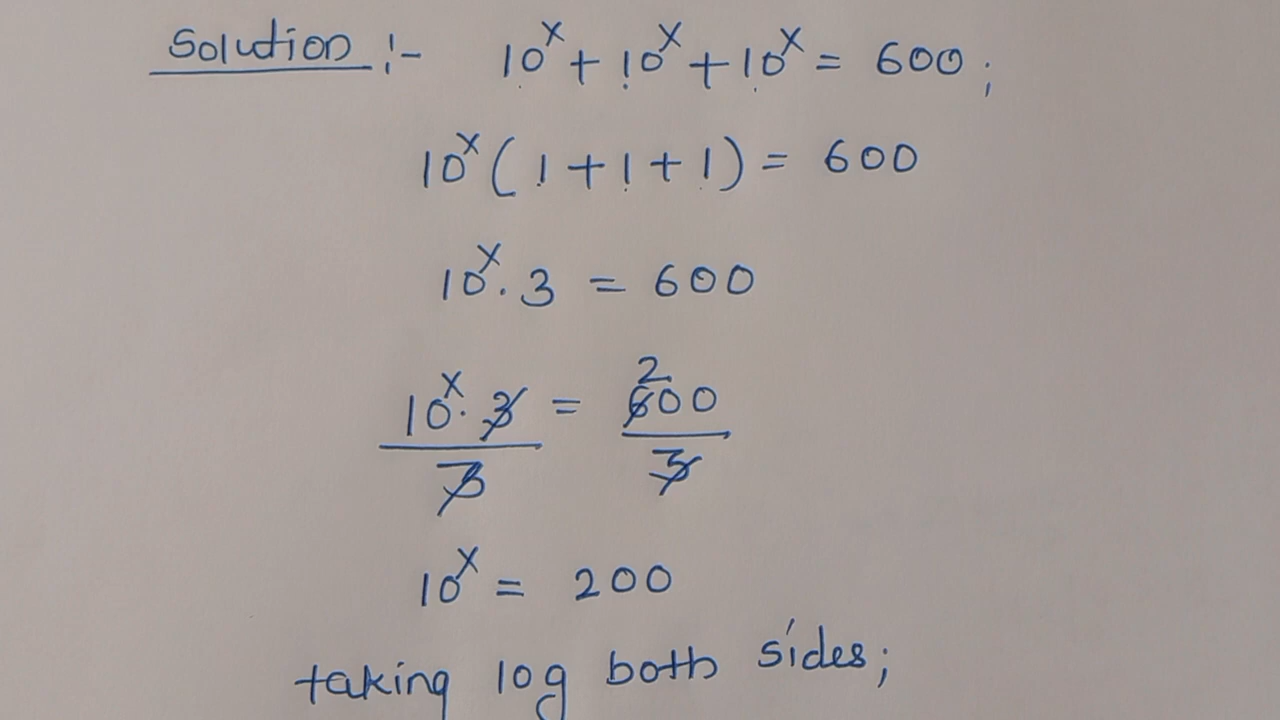 Solution :- 10^x + 10^x + 10^x = 600 ;
10^x ( 1 + 1 + 1 ) = 600
10^x . 3 = 600
10^x . 3 / 3 = 600 / 3 2
10^x = 200
taking log both sides;